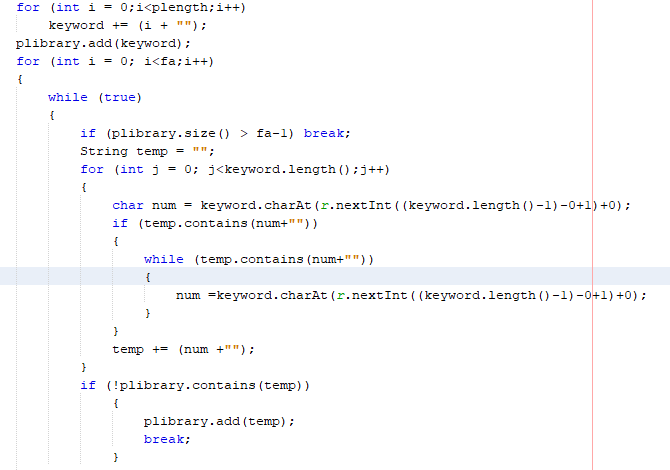 for (int i = 0;i<plength;i++)
keyword += (i + "");
plibrary.add(keyword);
for (int i = 0; i<fa;i++)
{
while (true)
{
if (plibrary.size() > fa-1) break;
String temp = "";
for (int j = 0; j<keyword.length();j++)
{
char num = keyword.charAt(r.nextInt((keyword.length()-1)-0+1)+0);
if (temp.contains(num+""))
{
while (temp.contains(num+""))
{
num =keyword.charAt(r.nextInt((keyword.length()-1)-0+1)+0);
}
}
temp += (num +"");
}
if (!plibrary.contains(temp))
{
plibrary.add(temp);
break;
}